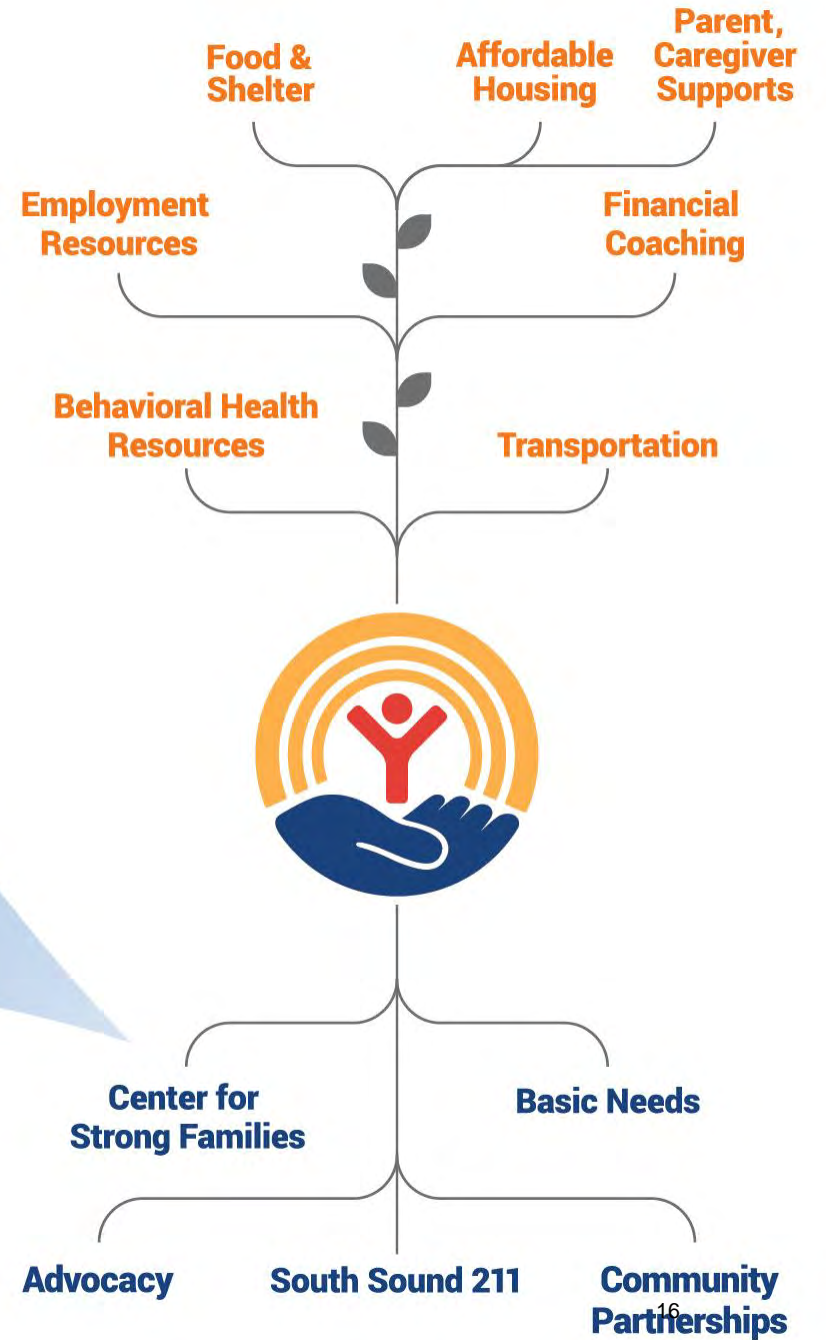 Food &
Shelter
Affordable
Housing
Parent,
Caregiver
Supports
Employment
Resources
Financial
Coaching
Behavioral Health
Resources
Transportation
Center for
Strong Families
Basic Needs
Advocacy
South Sound 211
Community
Partnerships
16